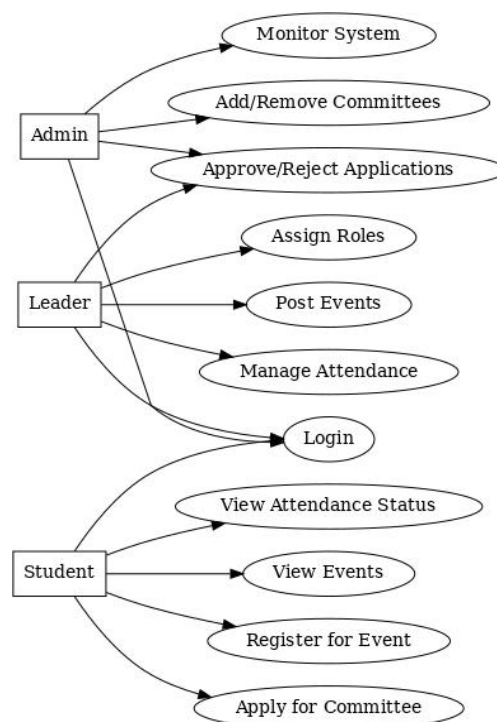 Monitor System
Add/Remove Committees
Admin
Approve/Reject Applications
Assign Roles
Leader
Post Events
Manage Attendance
Login
View Attendance Status
Student
View Events
Register for Event
Apply for Committee